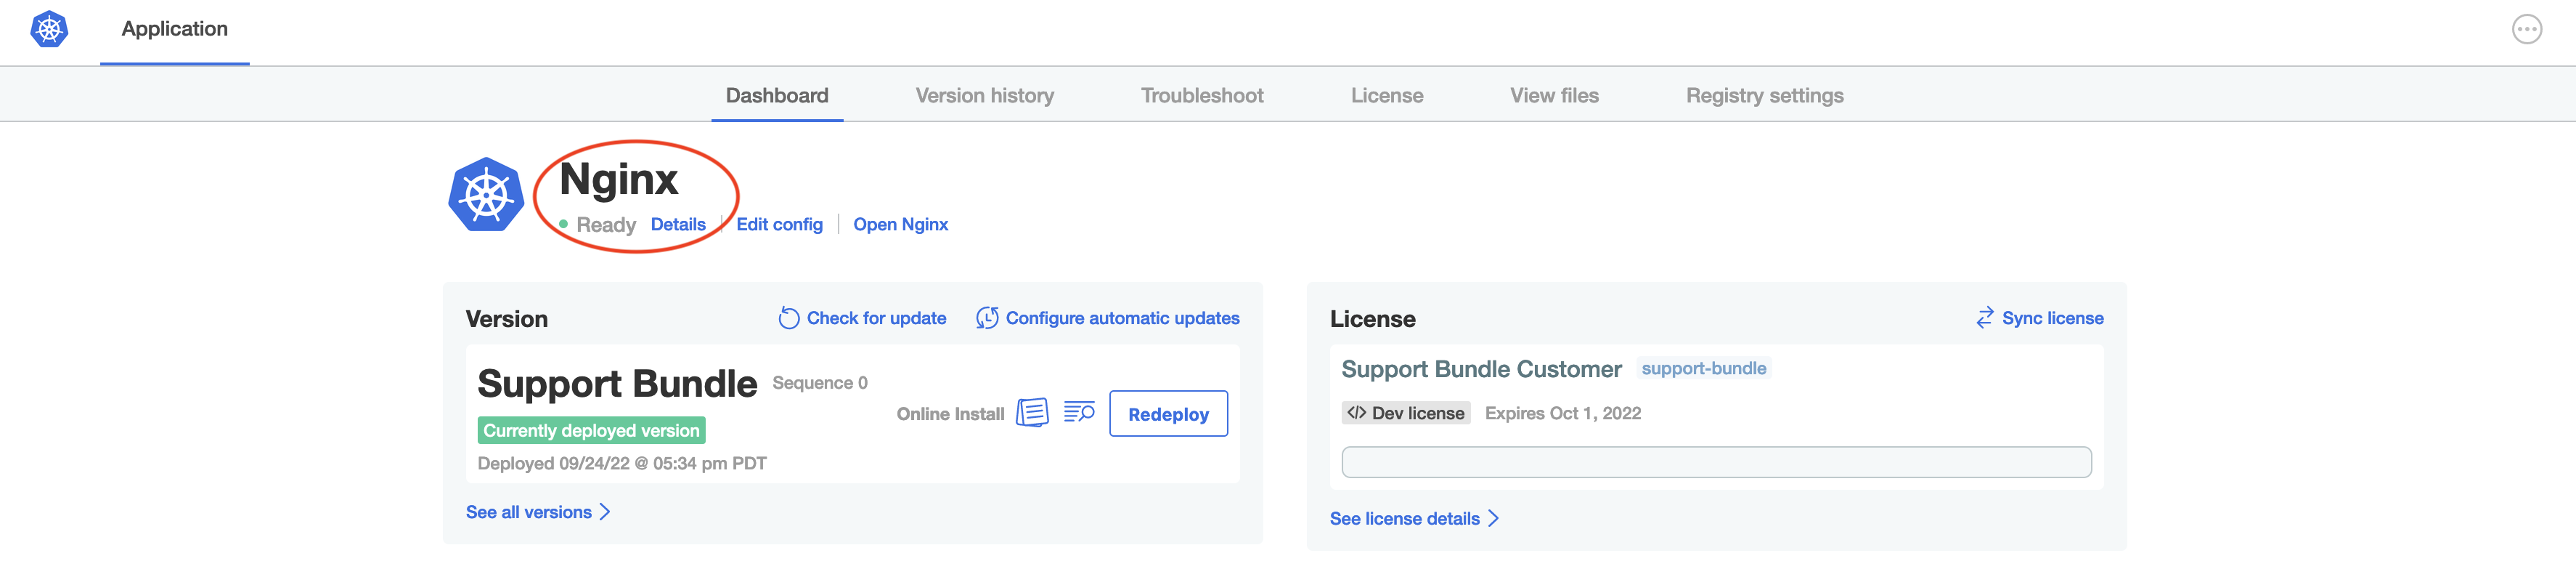 Application
Dashboard Version history Troubleshoot License View files Registry settings
Nginx
Ready Details Edit config Open Nginx
Version Check for update Configure automatic updates
Support Bundle Sequence 0
Currently deployed version
Deployed 09/24/22 @ 05:34 pm PDT
Online Install Redeploy
See all versions
License Sync license
Support Bundle Customer support-bundle
</> Dev license Expires Oct 1, 2022
See license details